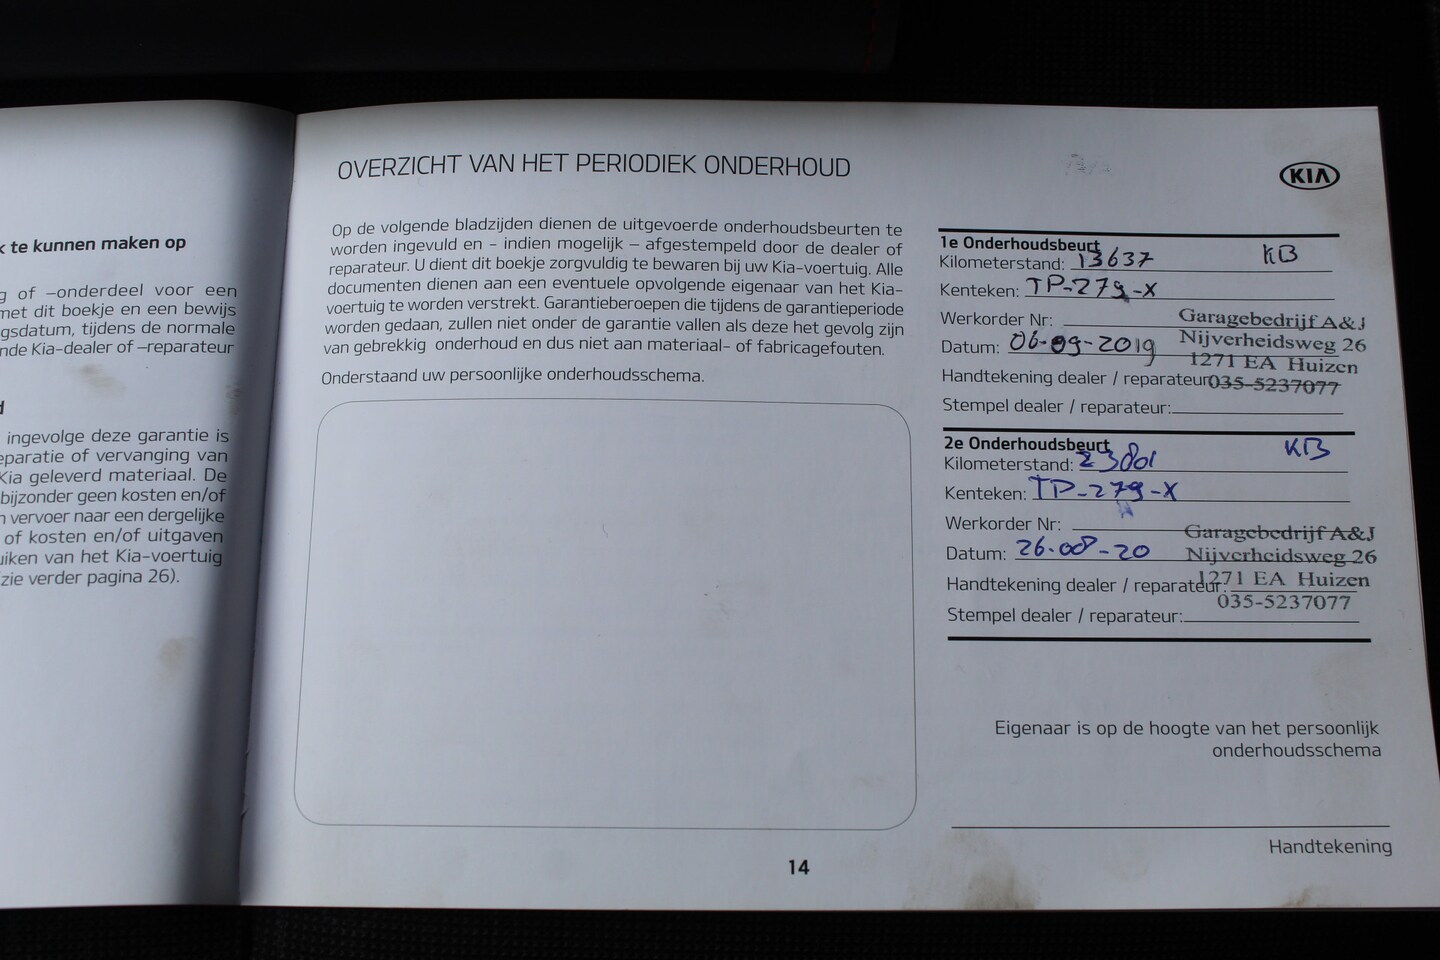 k te kunnen maken op
g of –onderdeel voor een
met dit boekje en een bewijs
gsdatum, tijdens de normale
nde Kia-dealer of –reparateur
d
ingevolge deze garantie is
eparatie of vervanging van
Kia geleverd materiaal. De
bijzonder geen kosten en/of
n vervoer naar een dergelijke
of kosten en/of uitgaven
uiken van het Kia-voertuig
zie verder pagina 26).
OVERZICHT VAN HET PERIODIEK ONDERHOUD
KIA
Op de volgende bladzijden dienen de uitgevoerde onderhoudsbeurten te
worden ingevuld en - indien mogelijk – afgestempeld door de dealer of
reparateur. U dient dit boekje zorgvuldig te bewaren bij uw Kia-voertuig. Alle
documenten dienen aan een eventuele opvolgende eigenaar van het Kia-
voertuig te worden verstrekt. Garantieberoepen die tijdens de garantieperiode
worden gedaan, zullen niet onder de garantie vallen als deze het gevolg zijn
van gebrekkig onderhoud en dus niet aan materiaal- of fabricagefouten.
Onderstaand uw persoonlijke onderhoudsschema.
1e Onderhoudsbeurt
Kilometerstand: 13637 KB
Kenteken: TP-279-X
Werkorder Nr:
Datum: 06-09-2019
Handtekening dealer / reparateur
Stempel dealer / reparateur:
Garagebedrijf A&J
Nijverheidsweg 26
1271 EA Huizen
035-5237077
2e Onderhoudsbeurt
Kilometerstand: 23801 KB
Kenteken: TP-279-X
Werkorder Nr:
Datum: 26-08-20
Handtekening dealer / reparateur:
Stempel dealer / reparateur:
Garagebedrijf A&J
Nijverheidsweg 26
1271 EA Huizen
035-5237077
Eigenaar is op de hoogte van het persoonlijk
onderhoudsschema
Handtekening
14